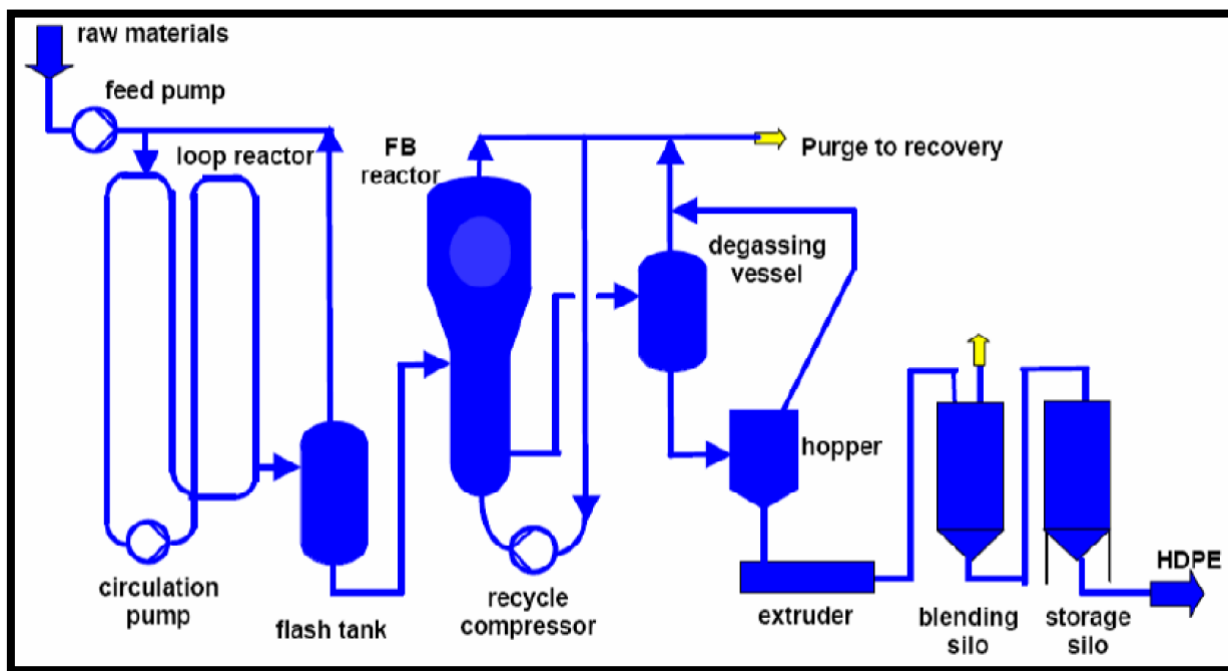 raw materials
feed pump
loop reactor
FB
reactor
Purge to recovery
degassing
vessel
hopper
HDPE
circulation
pump
flash tank
recycle
compressor
extruder
blending
silo
storage
silo